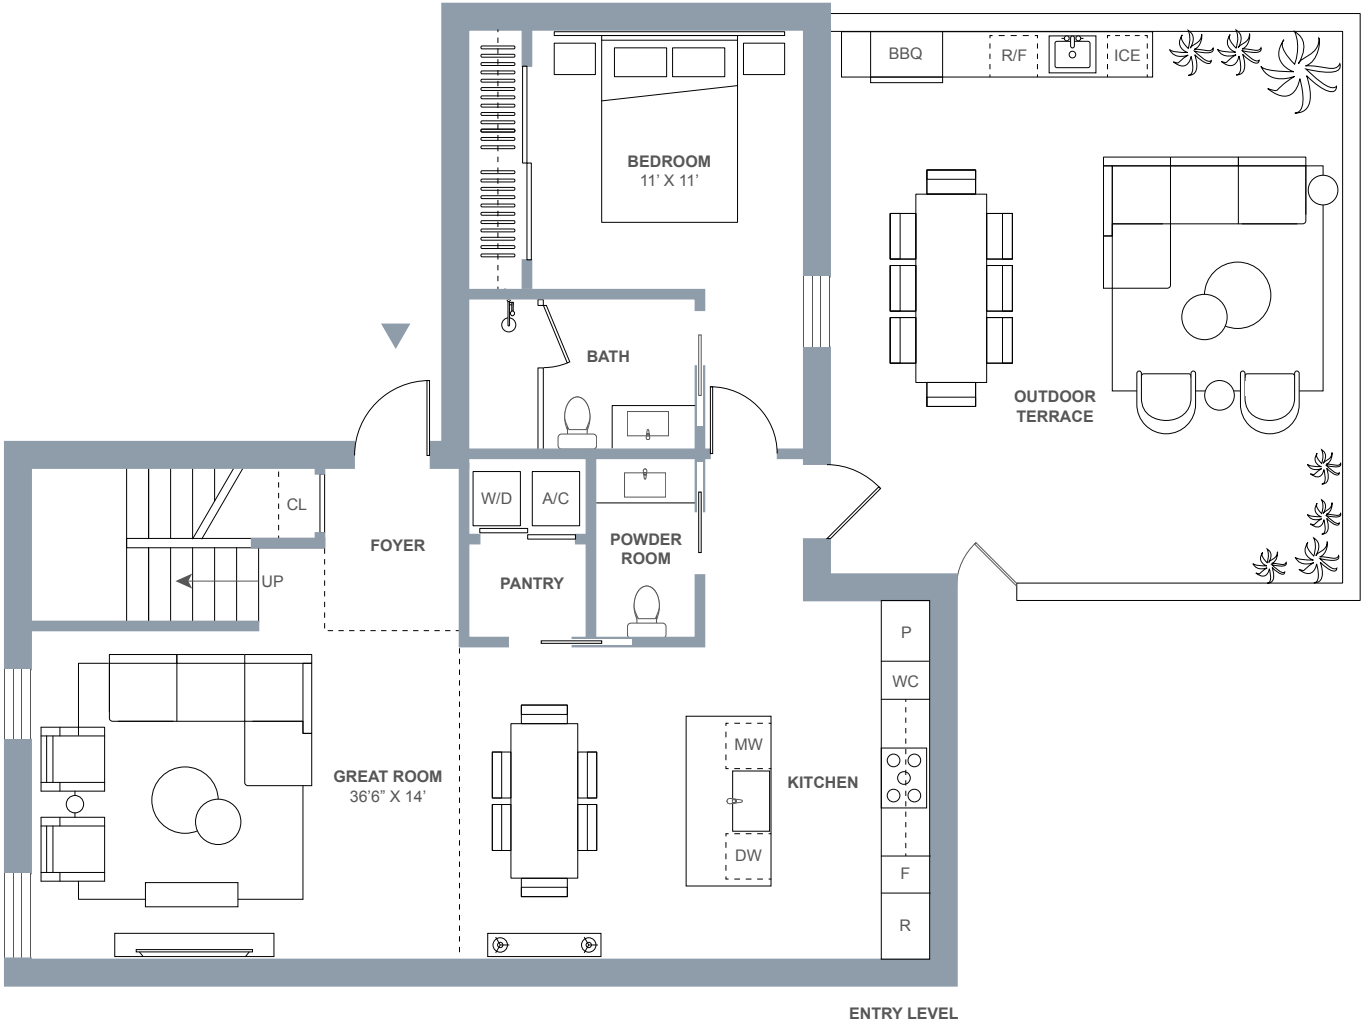 BBQ
R/F
ICE
BEDROOM
11' X 11'
BATH
OUTDOOR
TERRACE
CL
W/D
A/C
FOYER
POWDER
ROOM
UP
PANTRY
P
WC
MW
GREAT ROOM
36'6” X 14'
KITCHEN
DW
F
R
ENTRY LEVEL